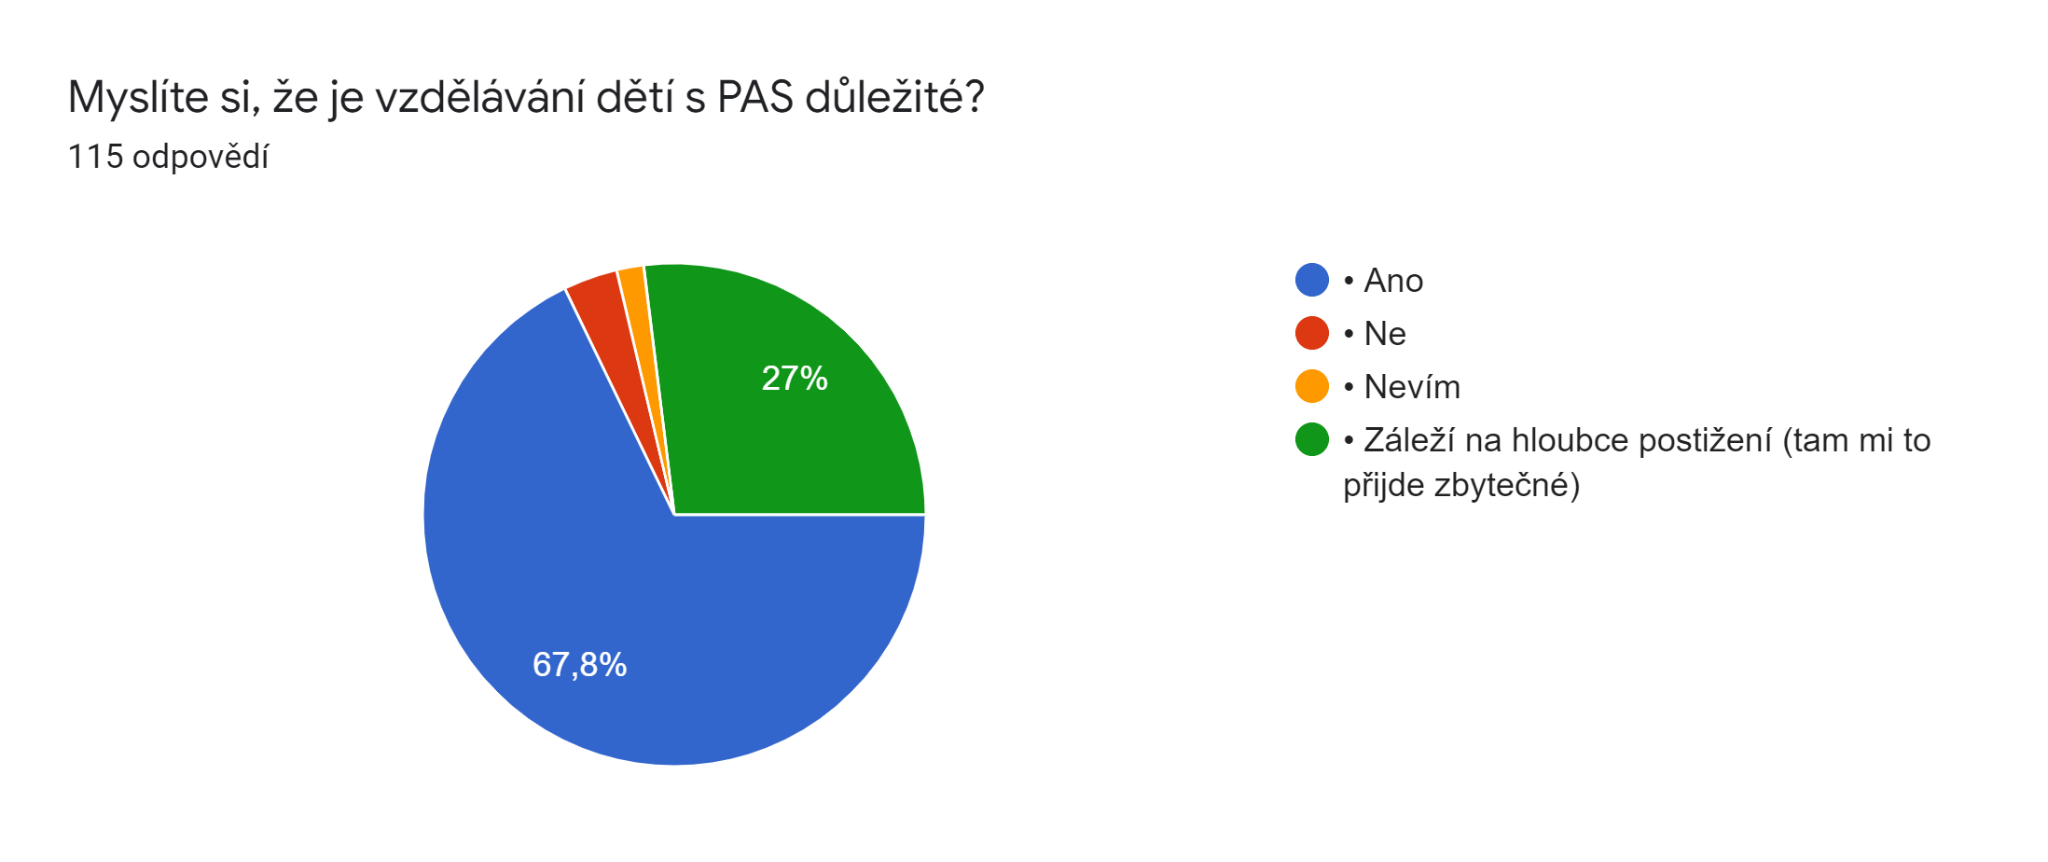 Myslíte si, že je vzdělávání dětí s PAS důležité?
115 odpovědí
27%
67,8%
• Ano
• Ne
• Nevím
• Záleží na hloubce postižení (tam mi to
přijde zbytečné)